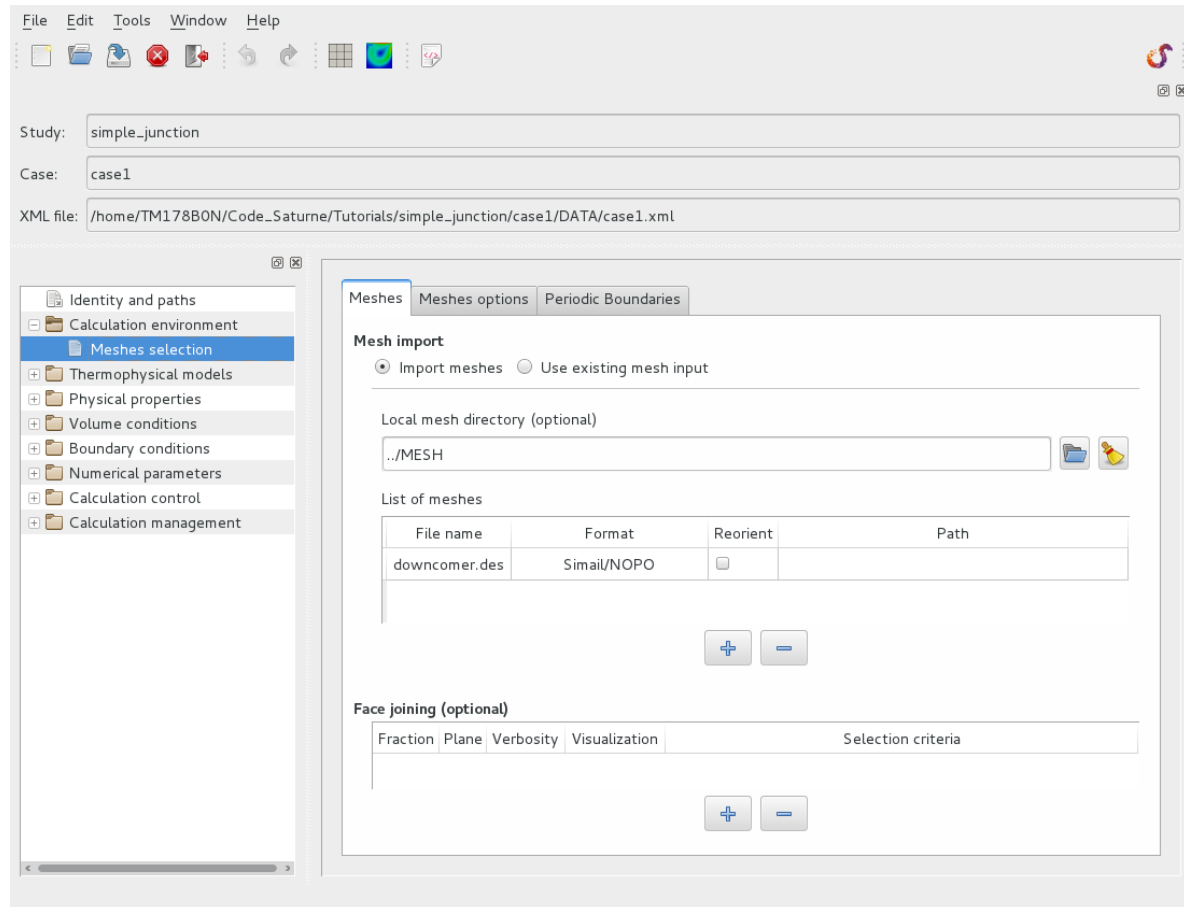 File Edit Tools Window Help
Study: simple_junction
Case: case1
XML file: /home/TM178B0N/Code_Saturne/Tutorials/simple_junction/case1/DATA/case1.xml
Identity and paths
Calculation environment
Meshes selection
Thermophysical models
Physical properties
Volume conditions
Boundary conditions
Numerical parameters
Calculation control
Calculation management
Meshes Meshes options Periodic Boundaries
Mesh import
Import meshes Use existing mesh input
Local mesh directory (optional)
../MESH
List of meshes
File name Format Reorient Path
downcomer.des Simail/NOPO
Face joining (optional)
Fraction Plane Verbosity Visualization Selection criteria